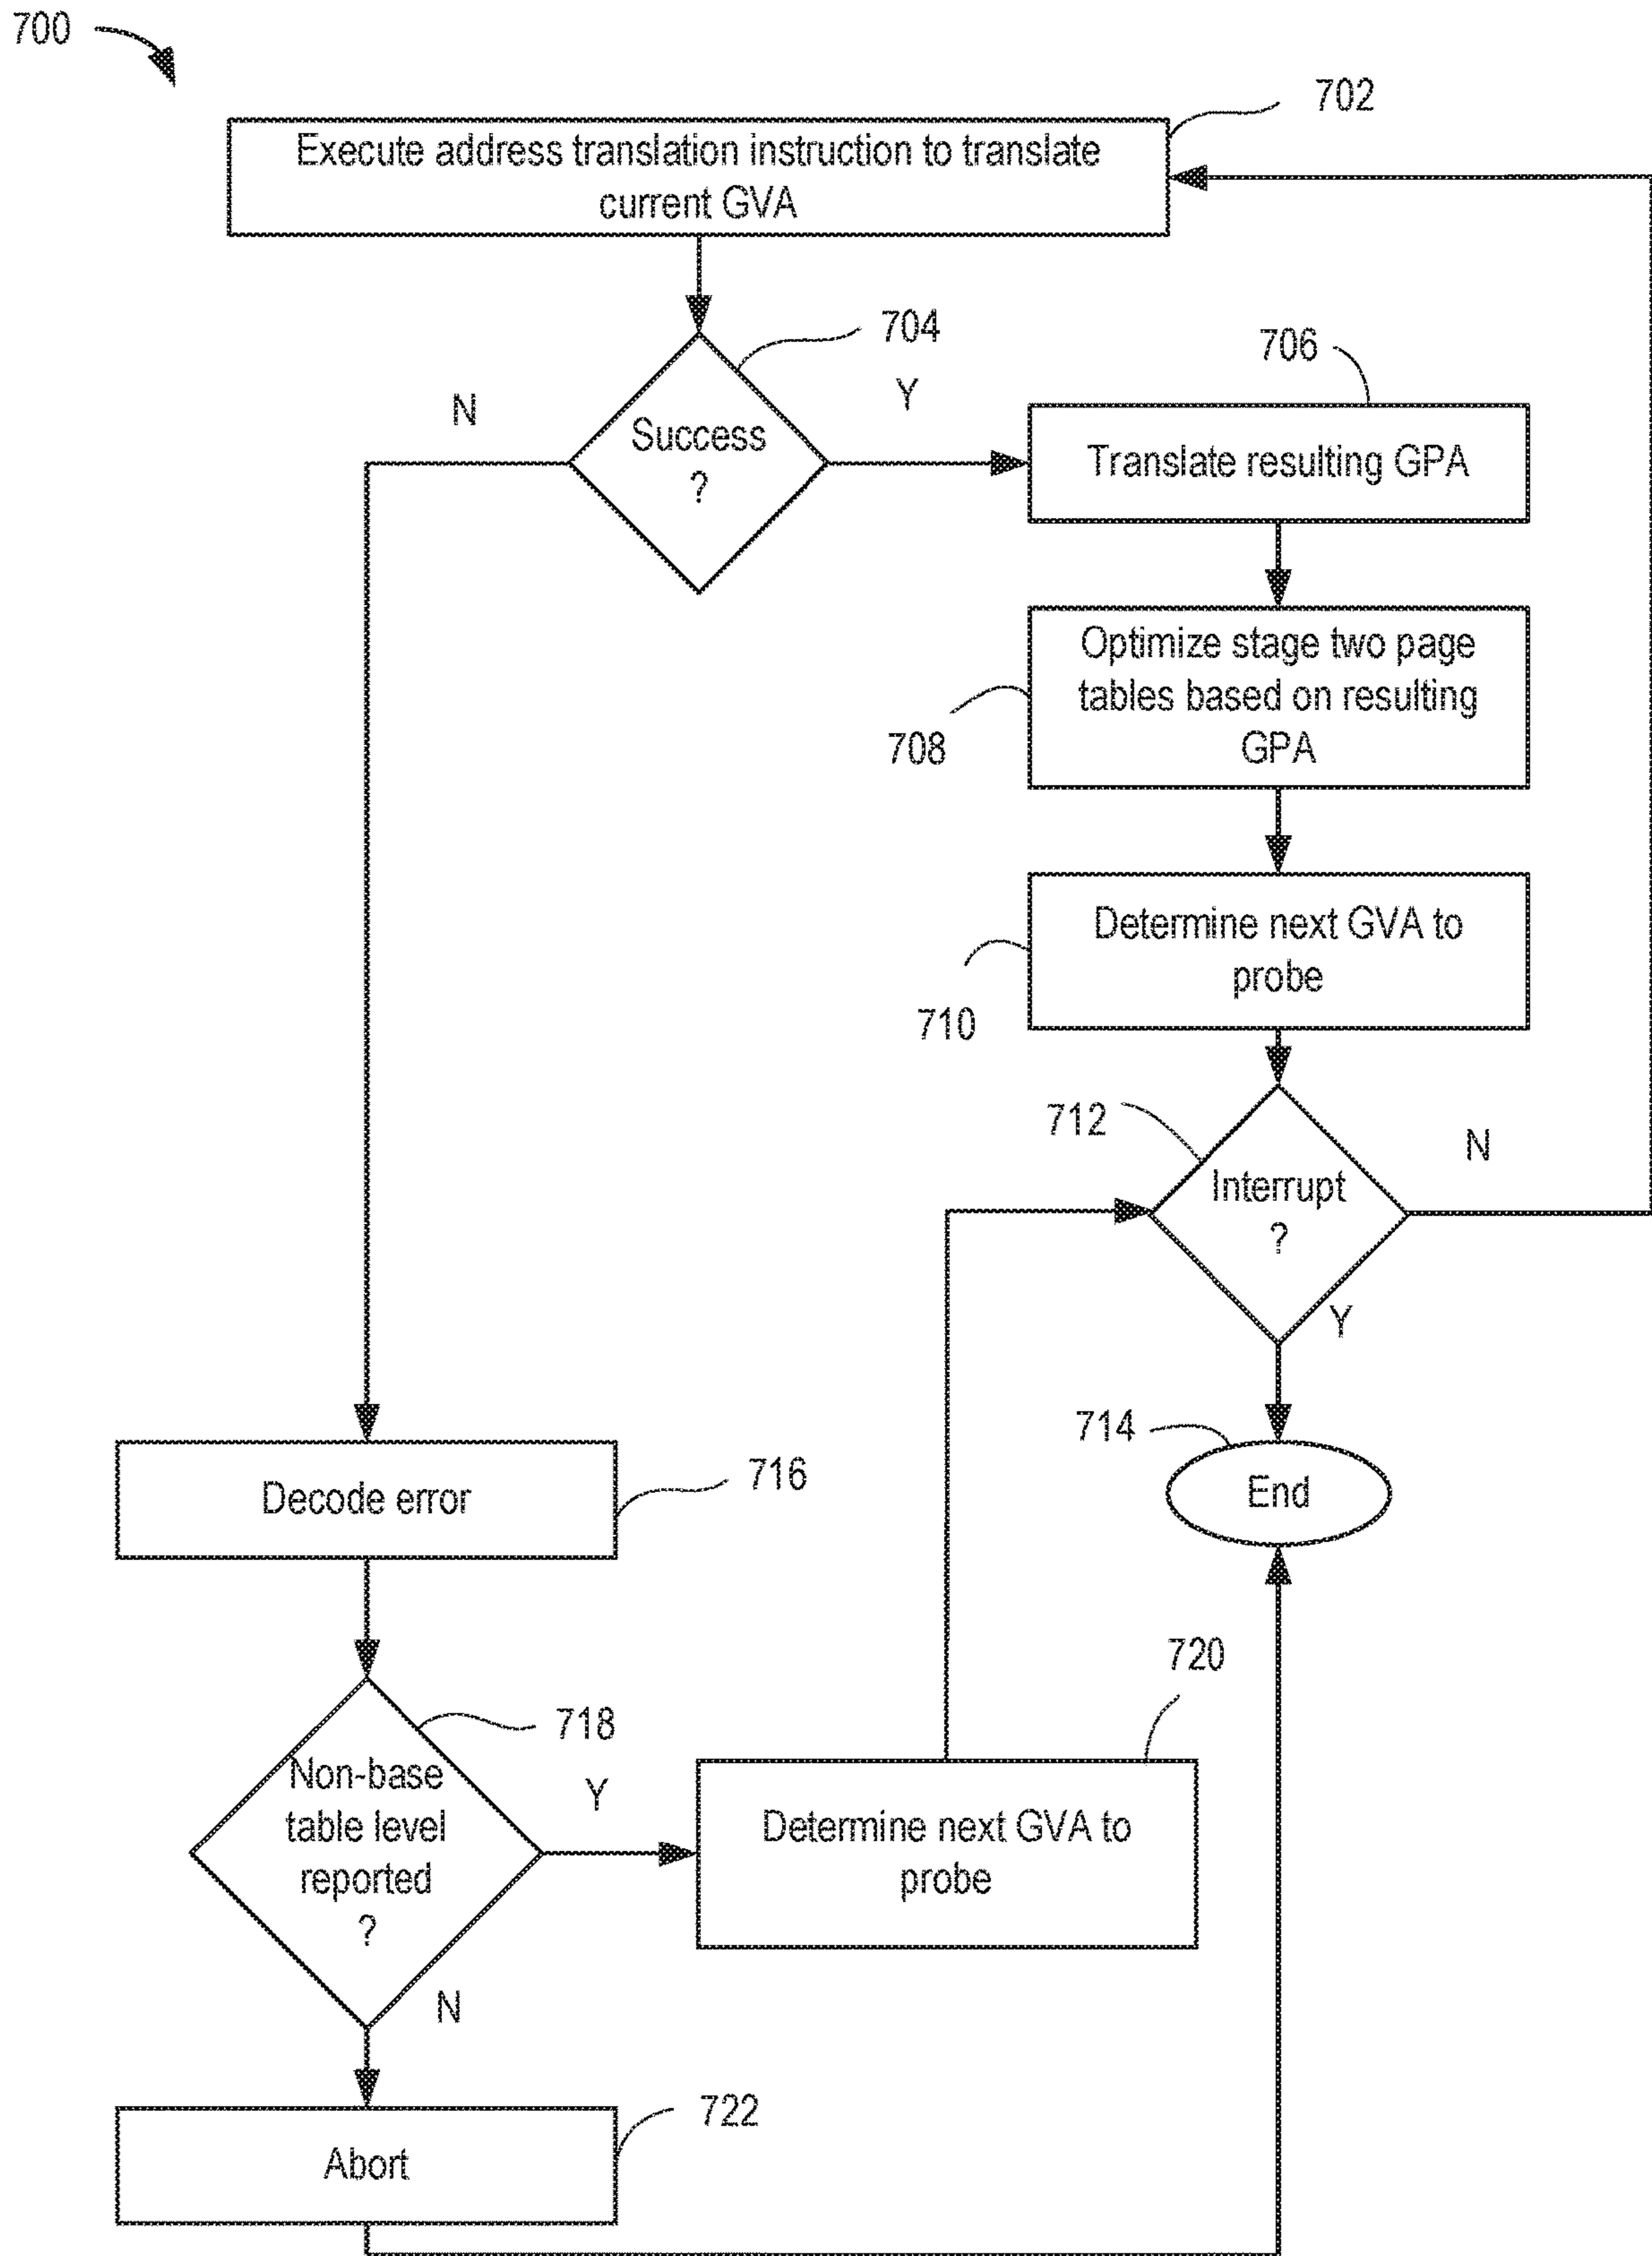 700
702
Execute address translation instruction to translate
current GVA
704
N
Y
Success
?
706
Translate resulting GPA
Optimize stage two page
tables based on resulting
GPA
708
Determine next GVA to
probe
710
712
Interrupt
?
N
Y
714
End
Decode error
716
718
Non-base
table level
reported
?
Y
N
720
Determine next GVA to
probe
722
Abort